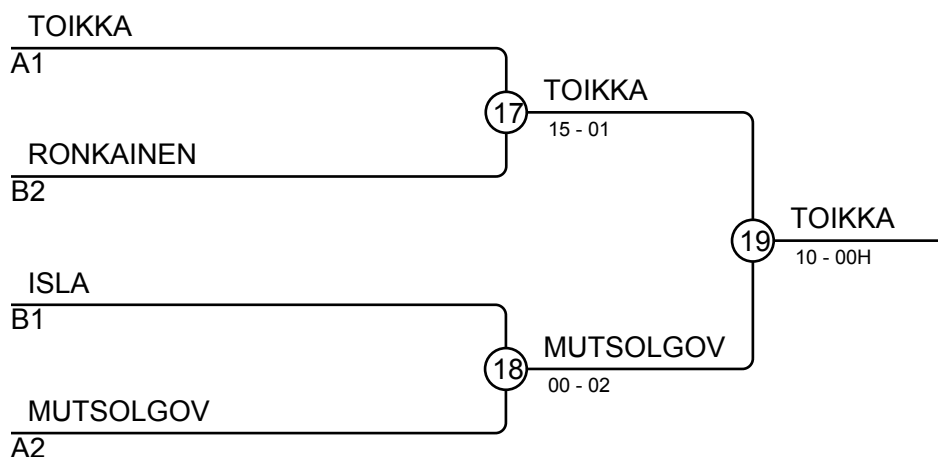 TOIKKA
A1
17
TOIKKA
15 - 01
RONKAINEN
B2
19
TOIKKA
10 - 00H
ISLA
B1
18
MUTSOLGOV
00 - 02
MUTSOLGOV
A2